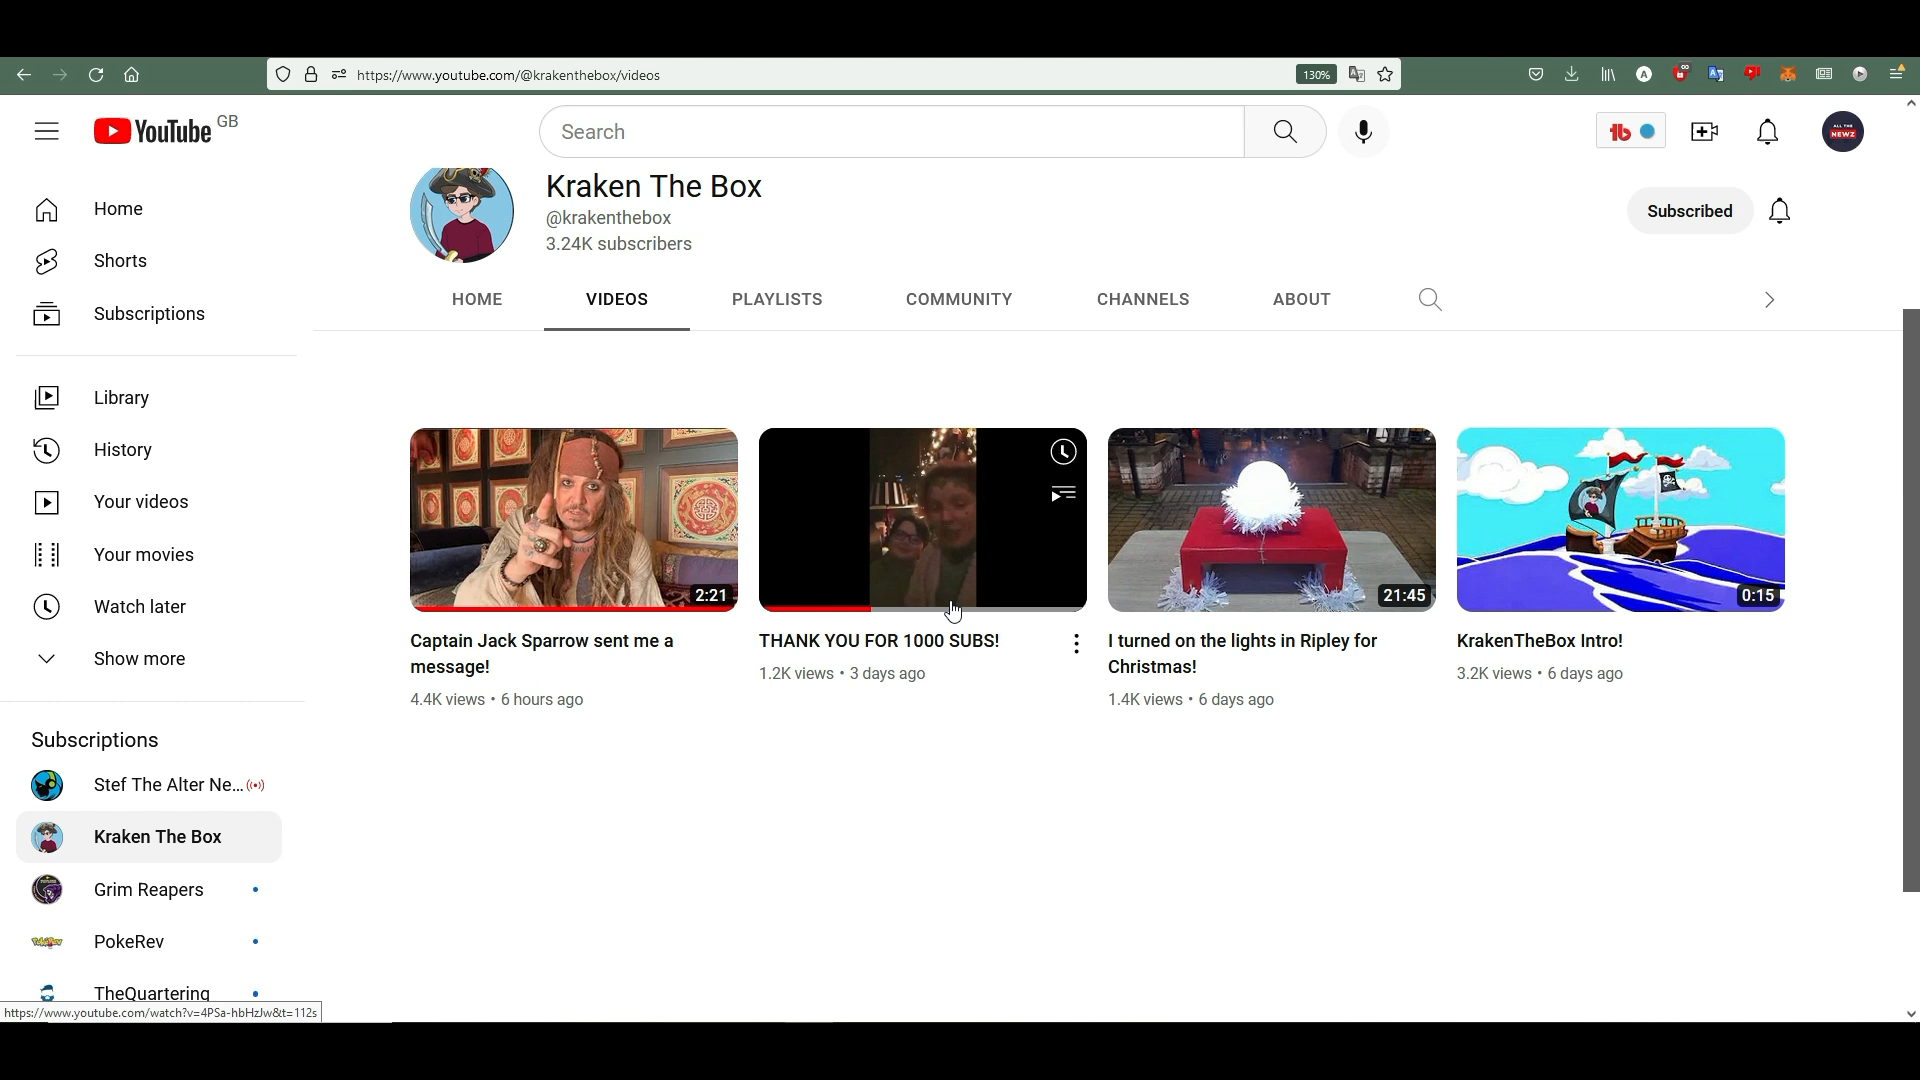 https://www.youtube.com/@krakenthebox/videos
130%
YouTube GB
Search
ALL THE NEWZ
Kraken The Box
@krakenthebox
3.24K subscribers
Subscribed
HOME VIDEOS PLAYLISTS COMMUNITY CHANNELS ABOUT
Home
Shorts
Subscriptions
Library
History
Your videos
Your movies
Watch later
Show more
Subscriptions
Stef The Alter Ne...
Kraken The Box
Grim Reapers
PokeRev
TheQuartering
2:21
Captain Jack Sparrow sent me a
message!
4.4K views • 6 hours ago
THANK YOU FOR 1000 SUBS!
1.2K views • 3 days ago
21:45
I turned on the lights in Ripley for
Christmas!
1.4K views • 6 days ago
0:15
KrakenTheBox Intro!
3.2K views • 6 days ago
https://www.youtube.com/watch?v=4PSa-hbHzJw&t=112s